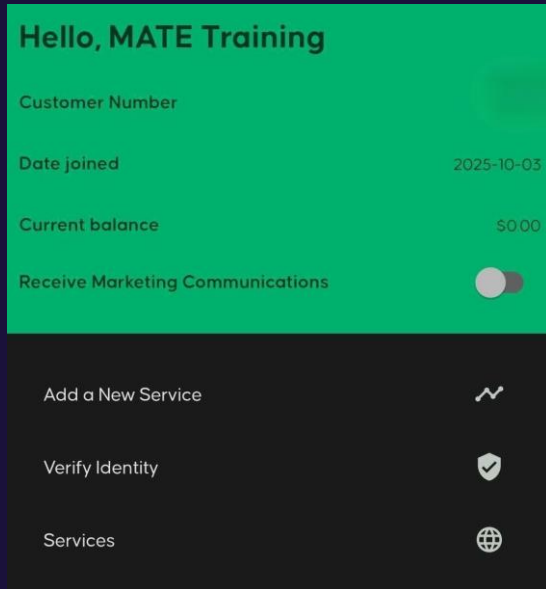 Hello, MATE Training
Customer Number
Date joined 2025-10-03
Current balance $0.00
Receive Marketing Communications
Add a New Service
Verify Identity
Services